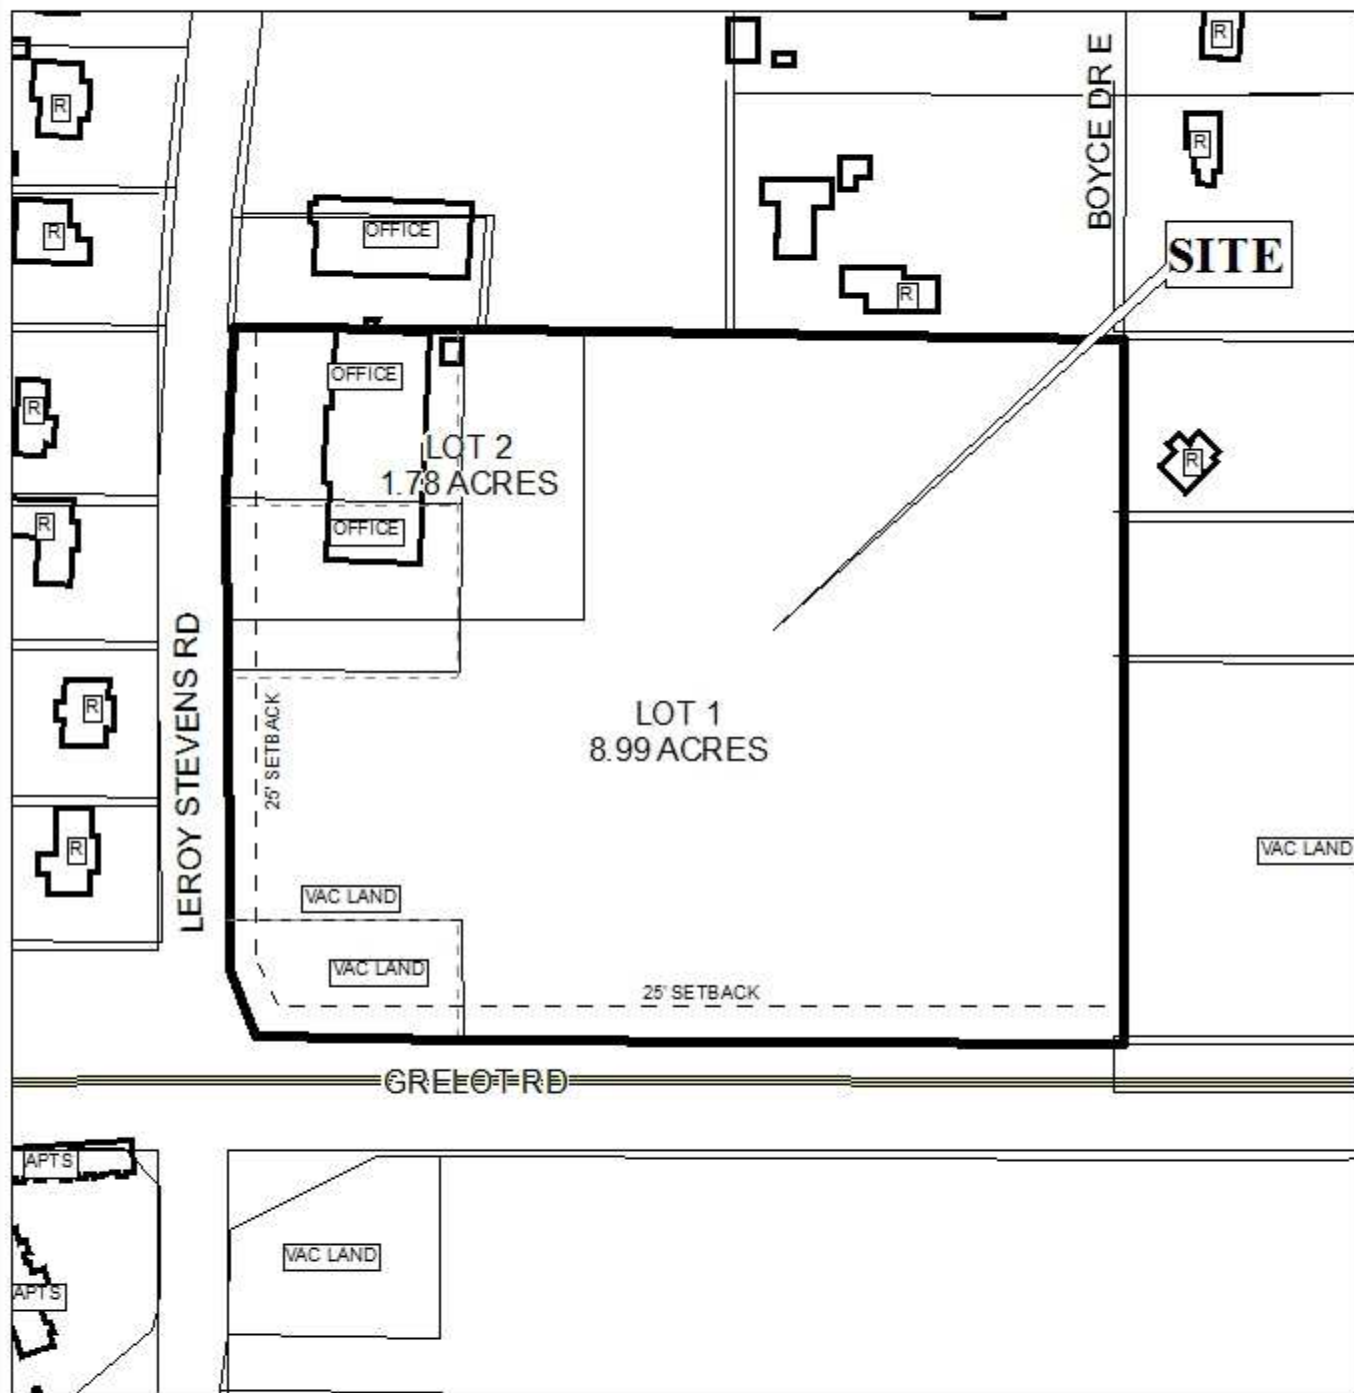 R
BOYCE DR E
R
R
R
OFFICE
SITE
R
OFFICE
R
LOT 2
1.78 ACRES
R
R
OFFICE
LEROY STEVENS RD
R
25' SETBACK
LOT 1
8.99 ACRES
R
VAC LAND
VAC LAND
VAC LAND
25' SETBACK
GRELOT RD
APTS
VAC LAND
APTS